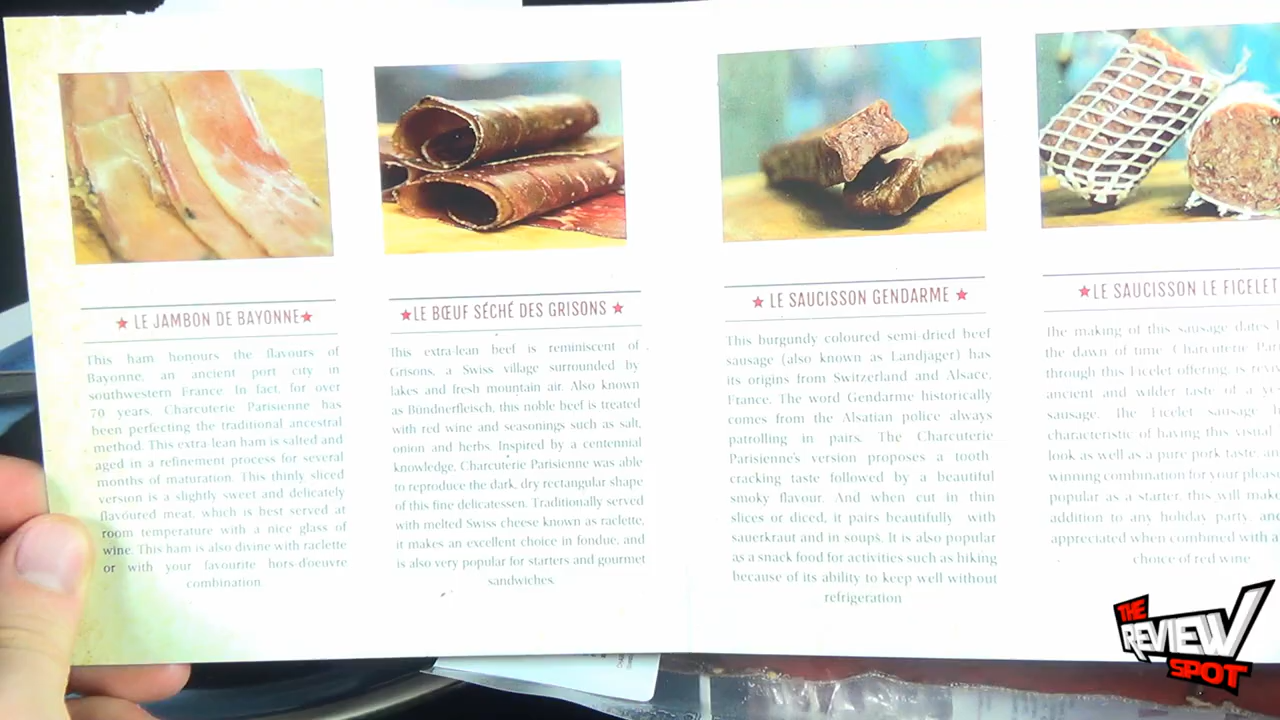 ★ LE JAMBON DE BAYONNE ★
This ham honours the flavours of
Bayonne, an ancient port city in
southwestern France. In fact, for over
70 years, Charcuterie Parisienne has
been perfecting the traditional ancestral
method. This extra lean ham is salted and
aged in a refinement process for several
months of maturation. This thinly sliced
version is a slightly sweet and delicately
flavoured meat, which is best served at
room temperature with a nice glass of
wine. This ham is also divine with raclette
or with your favourite hors-d'oeuvre
combination
★ LE BŒUF SÉCHÉ DES GRISONS ★
This extra-lean beef is reminiscent of
Grisons, a Swiss village surrounded by
lakes and fresh mountain air. Also known
as Bündnerfleisch, this noble beef is treated
with red wine and seasonings such as salt,
onion and herbs. Inspired by a centennial
knowledge, Charcuterie Parisienne was able
to reproduce the dark, dry rectangular shape
of this fine delicatessen. Traditionally served
with melted Swiss cheese known as raclette,
it makes an excellent choice in fondue, and
is also very popular for starters and gourmet
sandwiches.
★ LE SAUCISSON GENDARME ★
This burgundy coloured semi-dried beef
sausage (also known as Landjäger) has
its origins from Switzerland and Alsace,
France. The word Gendarme historically
comes from the Alsatian police always
patrolling in pairs. The Charcuterie
Parisienne's version proposes a tooth
cracking taste followed by a beautiful
smoky flavour. And when cut in thin
slices or diced, it pairs beautifully with
sauerkraut and in soups. It is also popular
as a snack food for activities such as hiking
because of its ability to keep well without
refrigeration
★ LE SAUCISSON LE FICELET
The making of this sausage dates
the dawn of time. Charcuterie
through this Ficelet offering, is
ancient and wilder taste of a
sausage. The Ficelet sausage
characteristic of having this visual
look as well as a pure pork taste,
winning combination for your
popular as a starter, this will
addition to any holiday party, and
appreciated when combined with a
choice of red wine
THE
REVIEW
SPOT